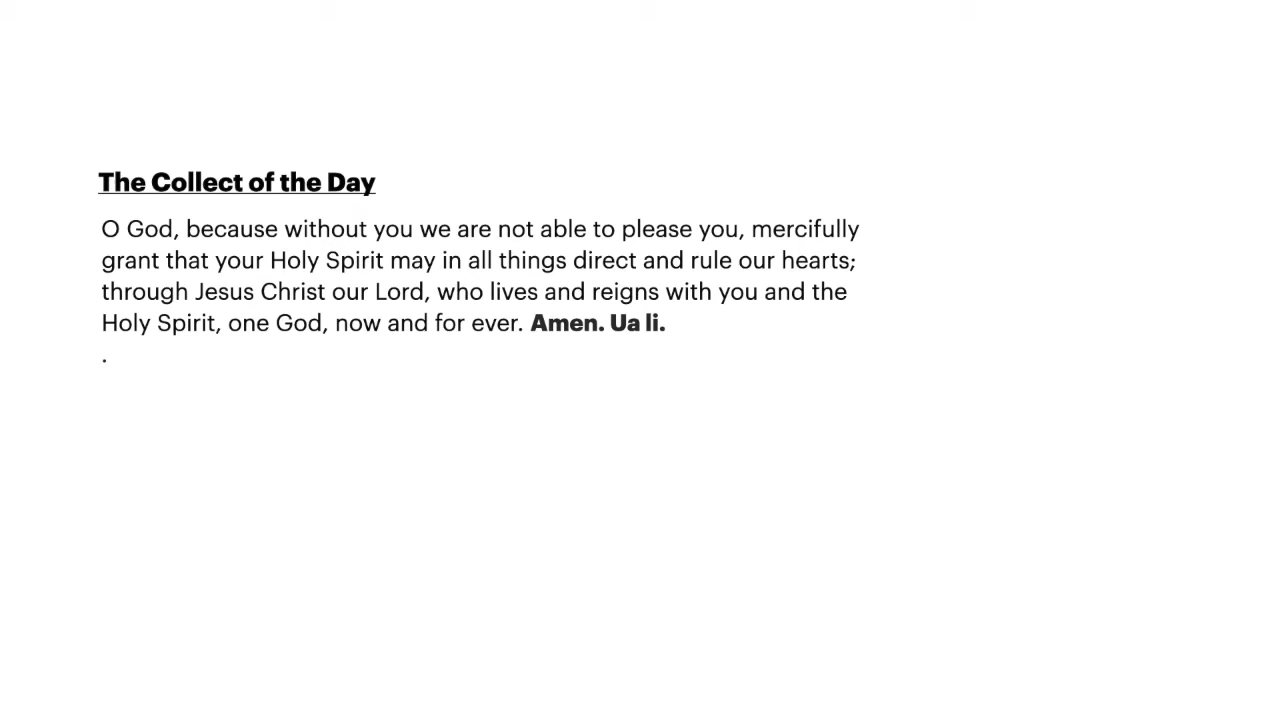 The Collect of the Day
O God, because without you we are not able to please you, mercifully
grant that your Holy Spirit may in all things direct and rule our hearts;
through Jesus Christ our Lord, who lives and reigns with you and the
Holy Spirit, one God, now and for ever. Amen. Ua li.
.